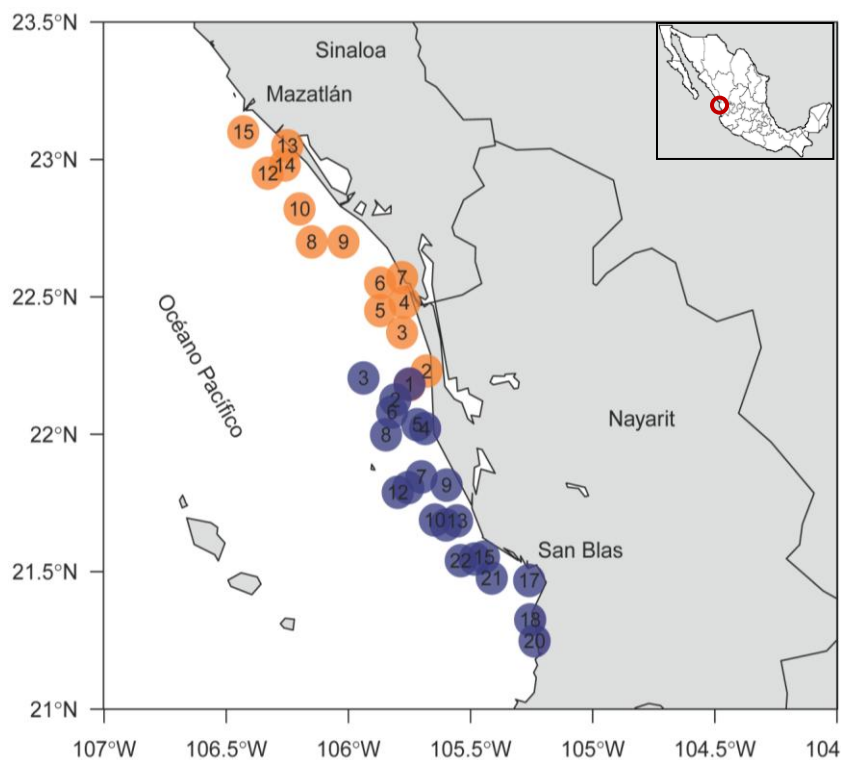 23.5°N
23°N
22.5°N
22°N
21.5°N
21°N
107°W
106.5°W
106°W
105.5°W
105°W
104.5°W
104
Sinaloa
Mazatlán
Océano Pacífico
Nayarit
San Blas
15
13
14
12
10
8
9
7
6
4
5
3
2
3
1
2
6
5
4
8
7
9
12
10
13
22
15
21
17
18
20